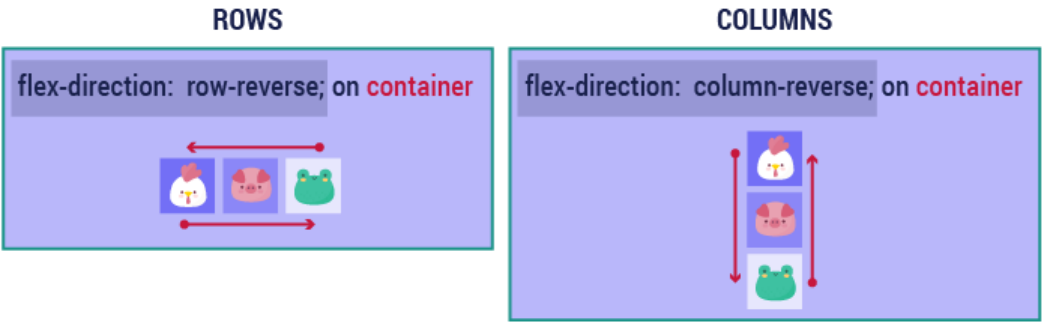 ROWS
flex-direction: row-reverse; on container
COLUMNS
flex-direction: column-reverse; on container